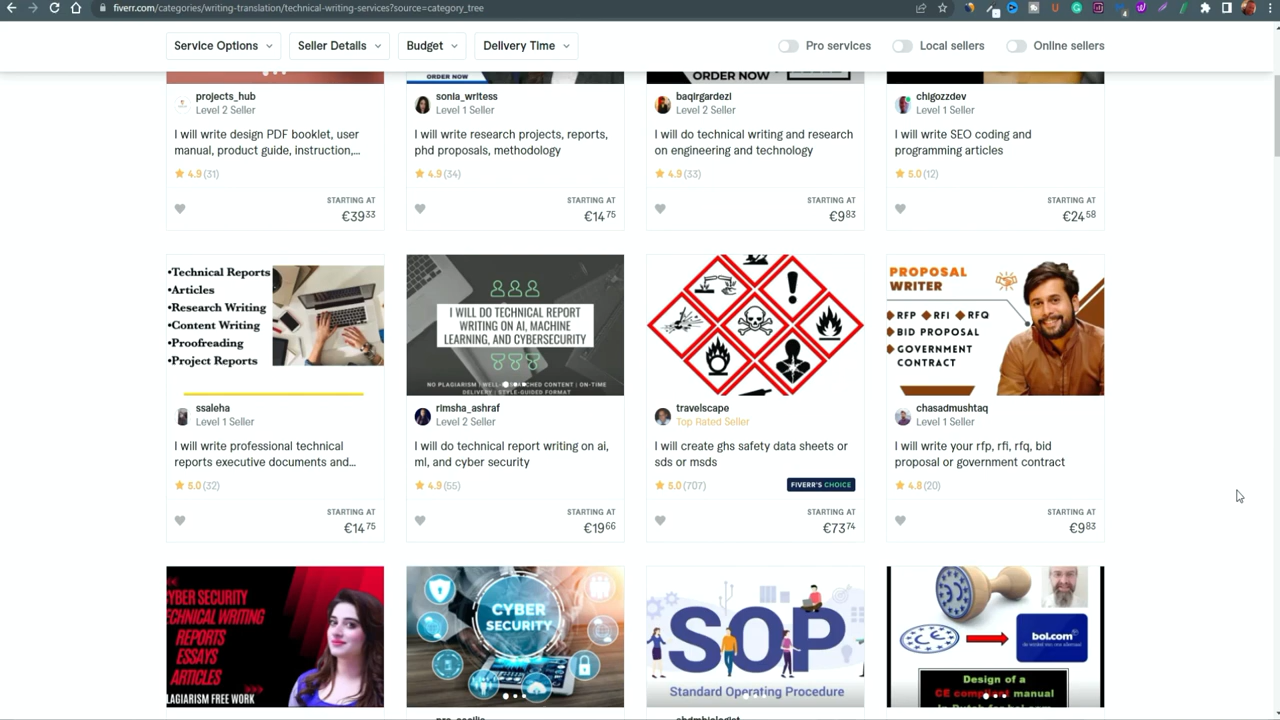 fiverr.com/categories/writing-translation/technical-writing-services?source=category_tree
Service Options
Seller Details
Budget
Delivery Time
Pro services
Local sellers
Online sellers
ORDER NOW
ORDER NOW
projects_hub
Level 2 Seller
I will write design PDF booklet, user
manual, product guide, instruction,...
4.9 (31)
STARTING AT
€39 33
sonia_writess
Level 1 Seller
I will write research projects, reports,
phd proposals, methodology
4.9 (34)
STARTING AT
€14 75
baqirgardezi
Level 2 Seller
I will do technical writing and research
on engineering and technology
4.9 (33)
STARTING AT
€9 83
chigozzdev
Level 1 Seller
I will write SEO coding and
programming articles
5.0 (12)
STARTING AT
€24 58
•Technical Reports
•Articles
•Research Writing
•Content Writing
•Proofreading
•Project Reports
ssaleha
Level 1 Seller
I will write professional technical
reports executive documents and...
5.0 (32)
STARTING AT
€14 75
I WILL DO TECHNICAL REPORT
WRITING ON AI, MACHINE
LEARNING, AND CYBERSECURITY
rimsha_ashraf
Level 2 Seller
I will do technical report writing on ai,
ml, and cyber security
4.9 (55)
STARTING AT
€19 66
travelscape
Top Rated Seller
I will create ghs safety data sheets or
sds or msds
5.0 (707)
FIVERR'S CHOICE
STARTING AT
€73 74
PROPOSAL
WRITER
RFP RFI RFQ
BID PROPOSAL
GOVERNMENT
CONTRACT
chasadmushtaq
Level 1 Seller
I will write your rfp, rfi, rfq, bid
proposal or government contract
4.8 (20)
STARTING AT
€9 83
YBER SECURITY
ECHNICAL WRITING
REPORTS
ESSAYS
ARTICLES
LAGIARISM FREE WORK
CYBER
SECURITY
SOP
Standard Operating Procedure
bol.com
Design of a
CE compliant manual